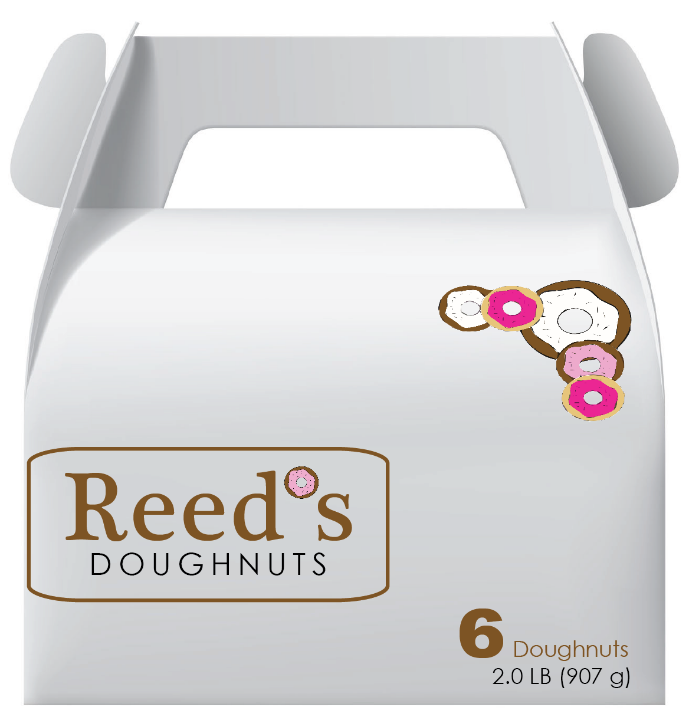 Reed's
DOUGHNUTS
6 Doughnuts
2.0 LB (907 g)